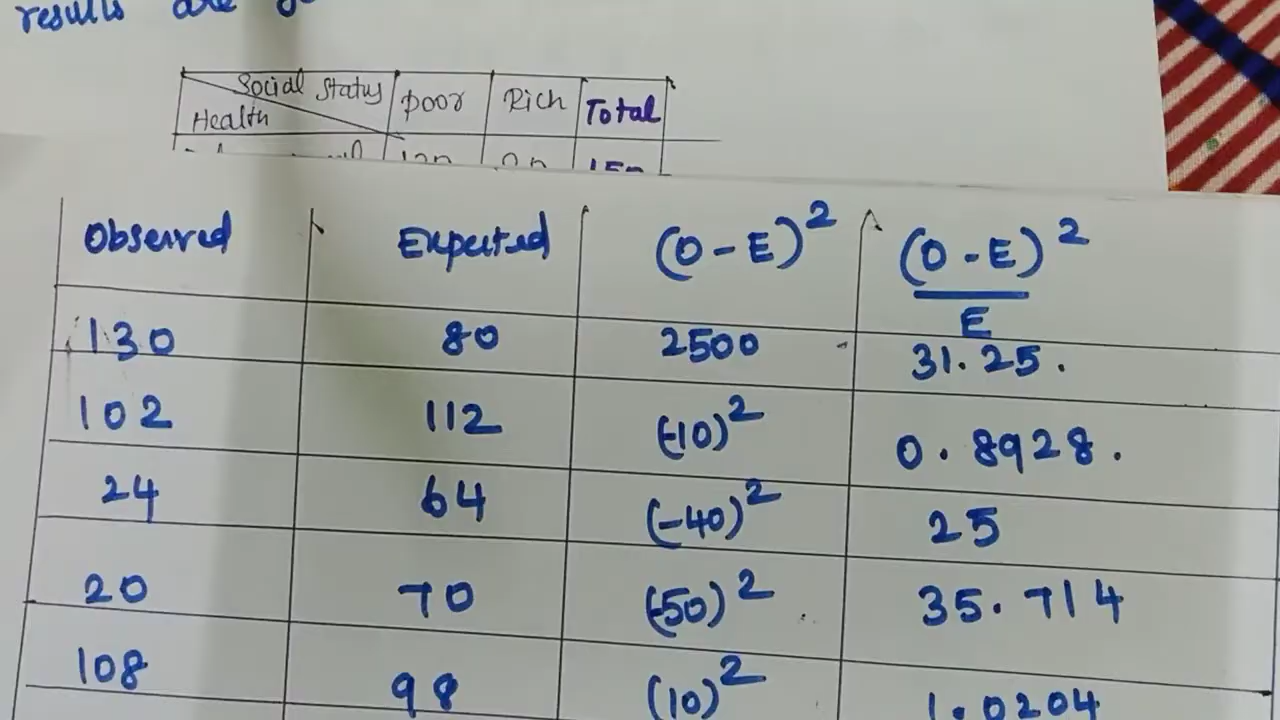 results are
Social Status Poor Rich Total
Health
Observed Expected (O-E)² (O-E)²
E
130 80 2500 31.25.
102 112 (-10)² 0.8928.
24 64 (-40)² 25
20 70 (-50)² 35.714
108 98 (10)² 1.0204